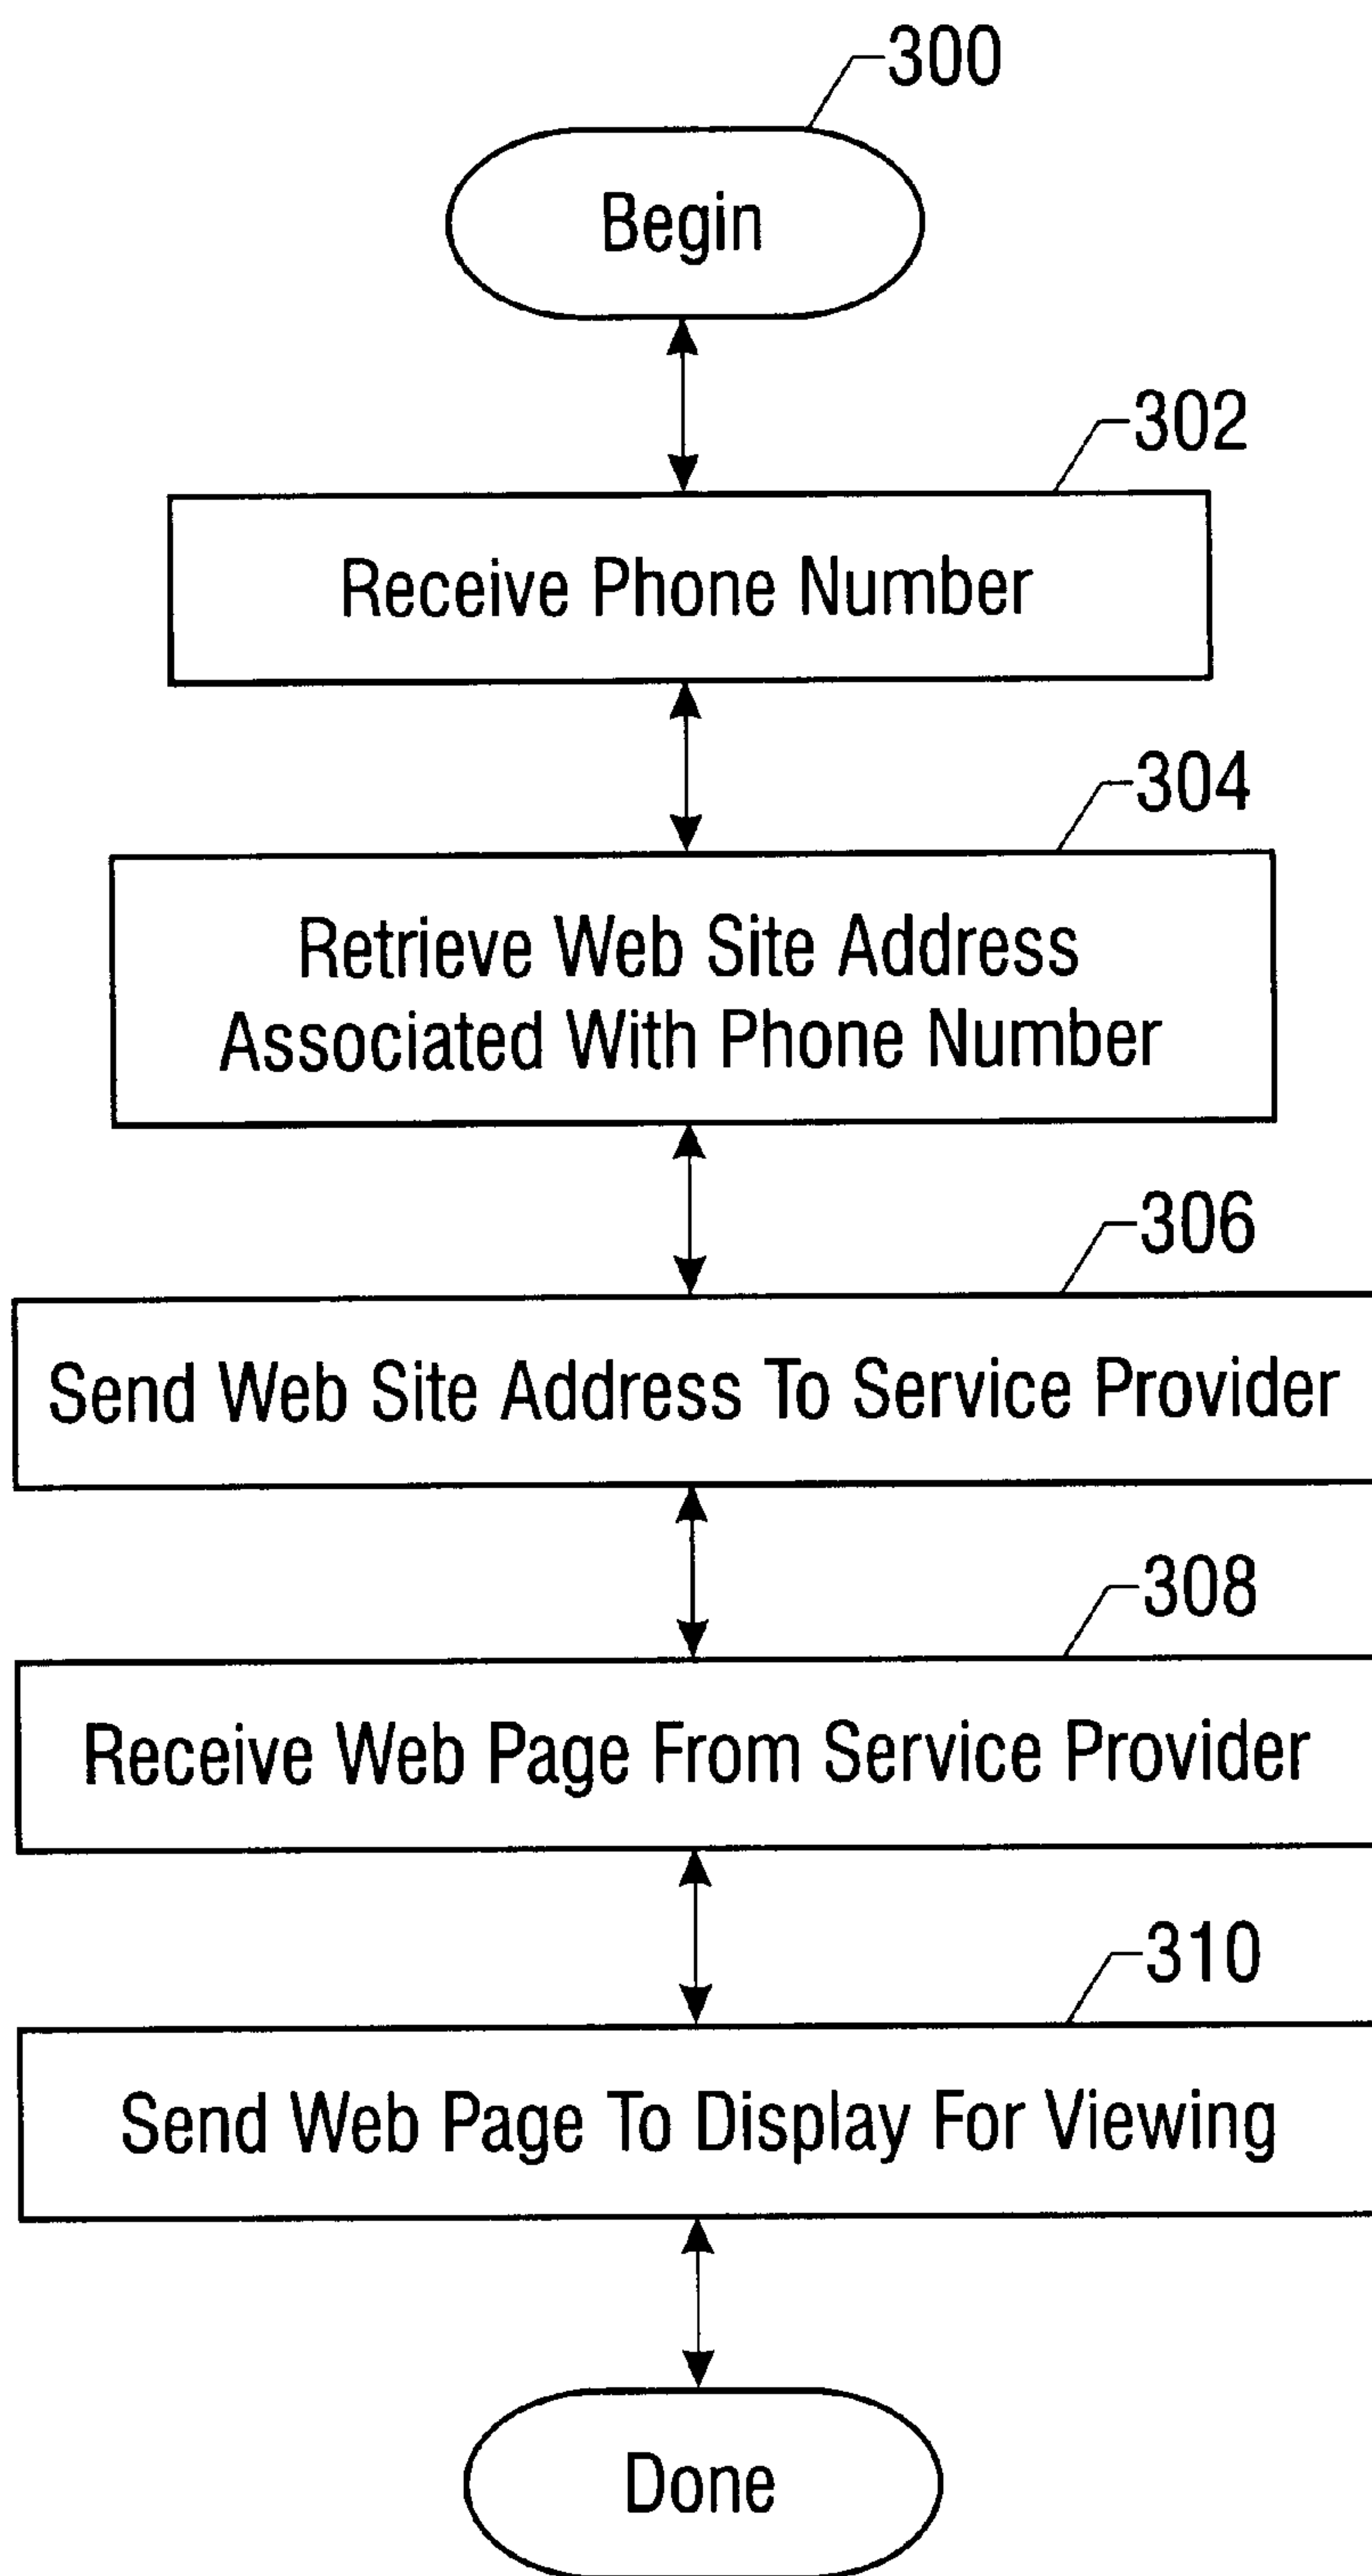 300
Begin
302
Receive Phone Number
304
Retrieve Web Site Address
Associated With Phone Number
306
Send Web Site Address To Service Provider
308
Receive Web Page From Service Provider
310
Send Web Page To Display For Viewing
Done